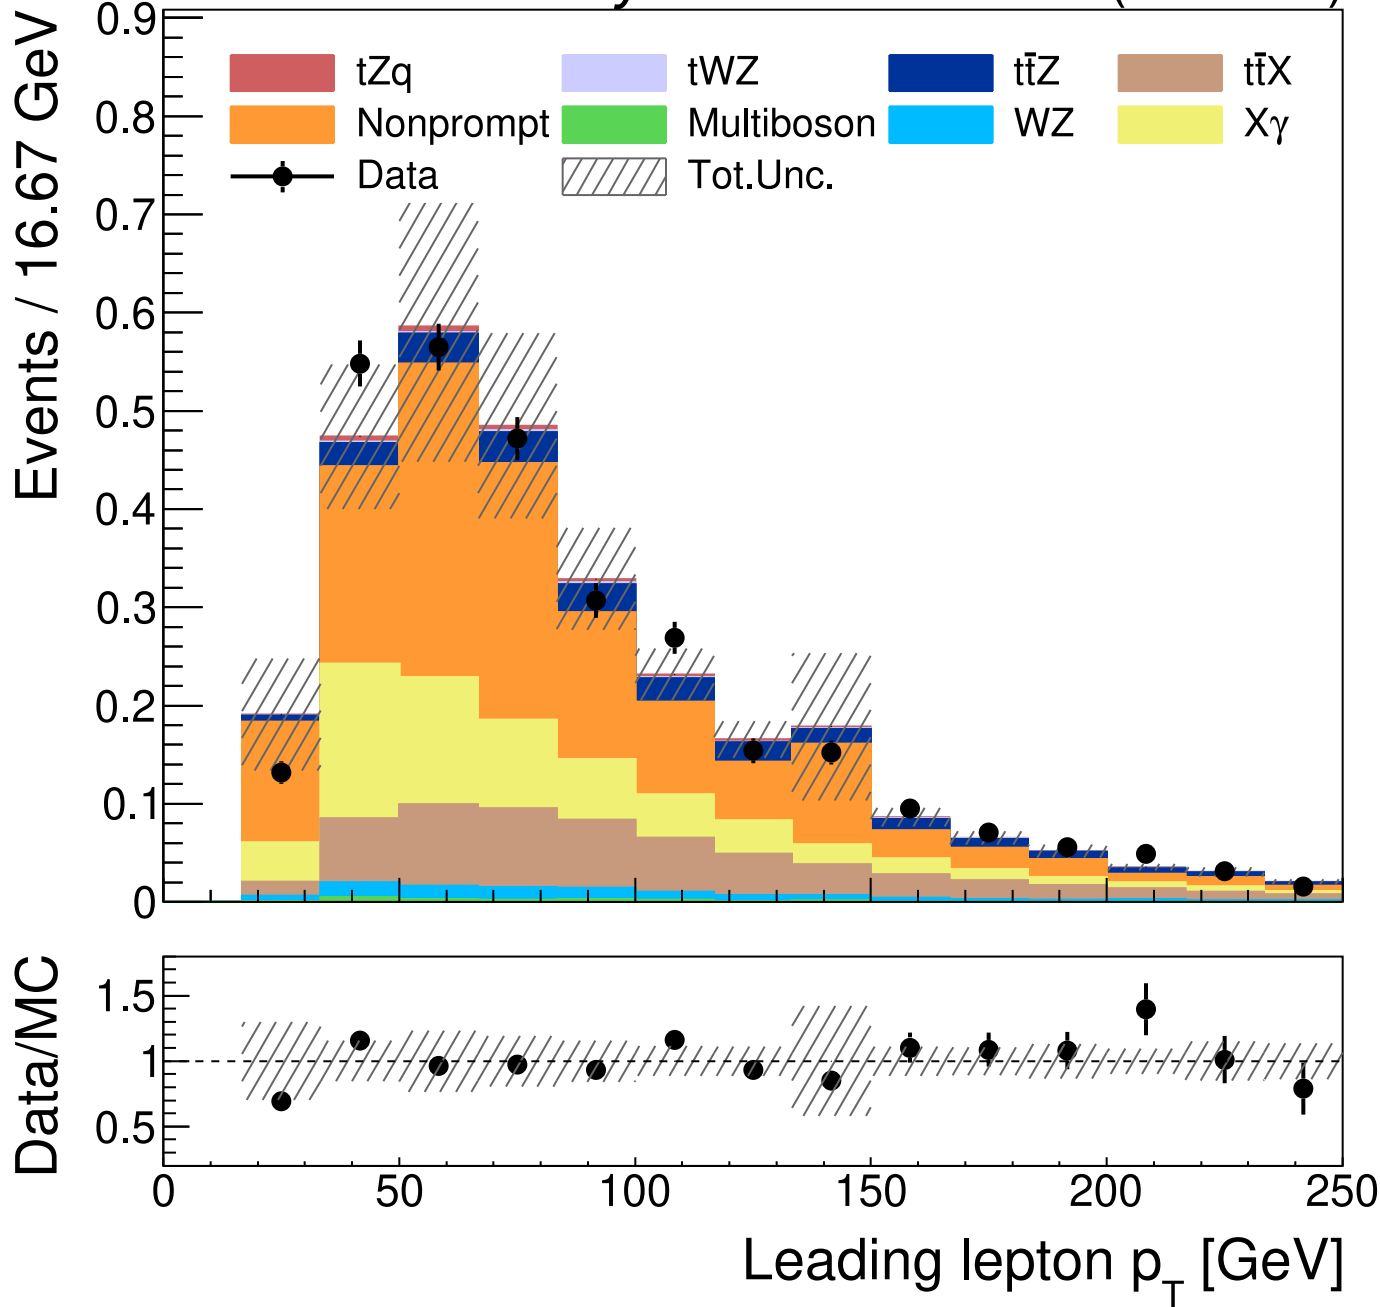 0.9
tZq tWZ tt̄Z tt̄X
Nonprompt Multiboson WZ Xγ
Data Tot.Unc.
Events / 16.67 GeV
0.8
0.7
0.6
0.5
0.4
0.3
0.2
0.1
0
Data/MC
1.5
1
0.5
0 50 100 150 200 250
Leading lepton p_T [GeV]